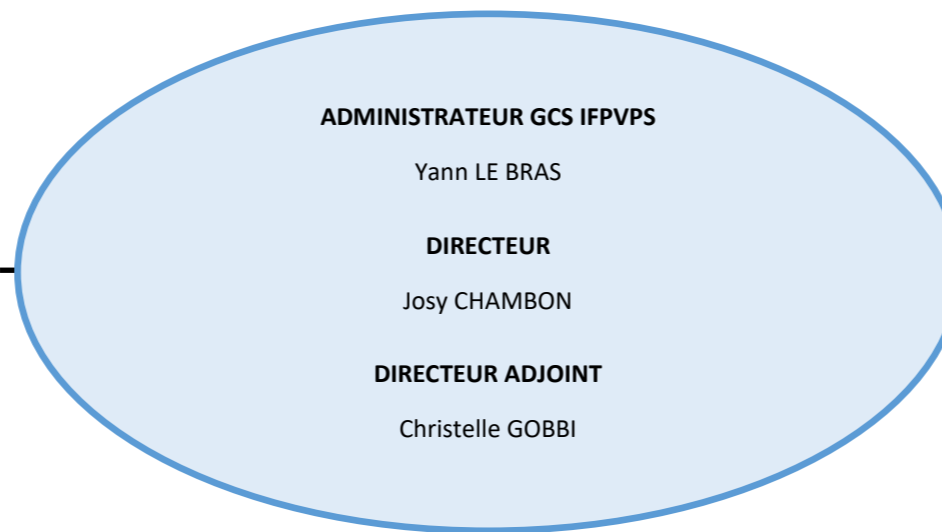 ADMINISTRATEUR GCS IFPVPS
Yann LE BRAS
DIRECTEUR
Josy CHAMBON
DIRECTEUR ADJOINT
Christelle GOBBI